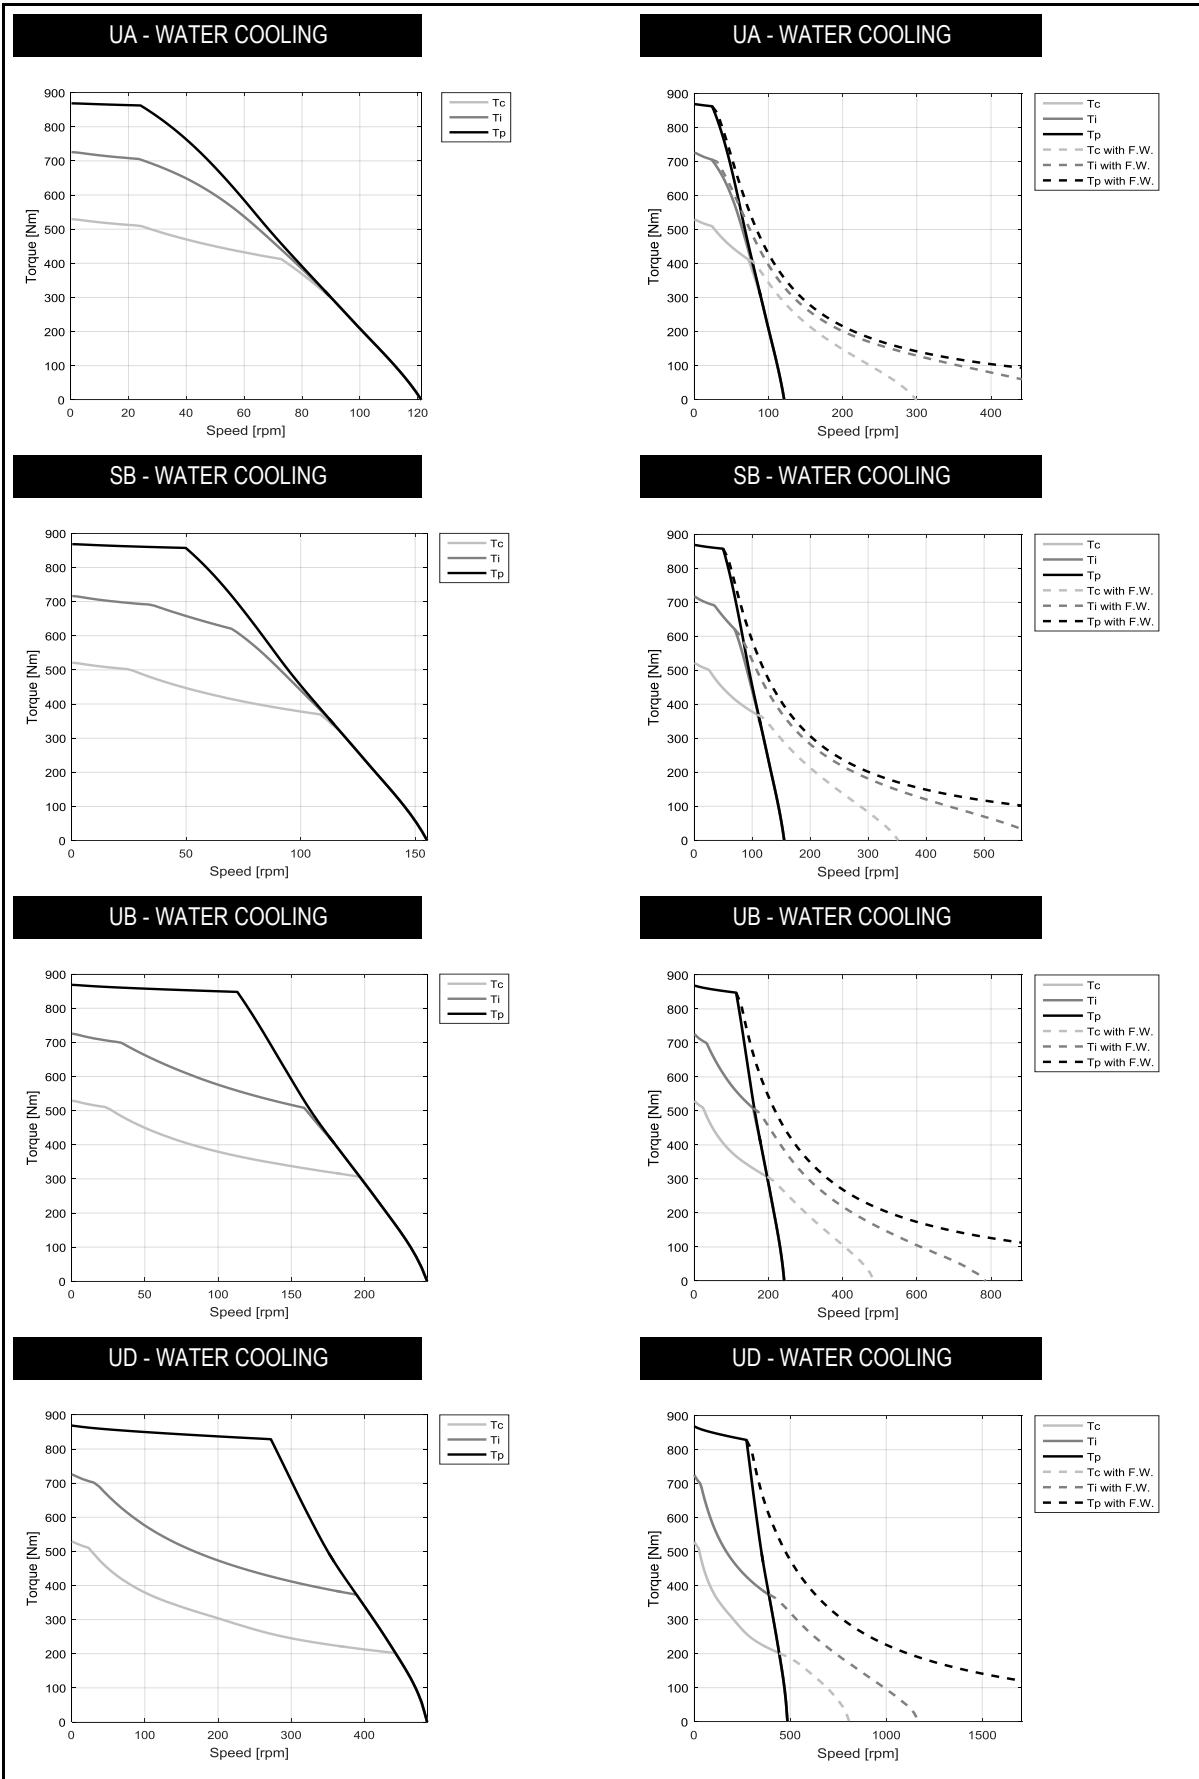 UA - WATER COOLING
UA - WATER COOLING
900
800
700
600
500
400
300
200
100
0
Torque [Nm]
0 20 40 60 80 100 120
Speed [rpm]
Tc
Ti
Tp
900
800
700
600
500
400
300
200
100
0
Torque [Nm]
0 100 200 300 400
Speed [rpm]
Tc
Ti
Tp
Tc with F.W.
Ti with F.W.
Tp with F.W.
SB - WATER COOLING
SB - WATER COOLING
900
800
700
600
500
400
300
200
100
0
Torque [Nm]
0 50 100 150
Speed [rpm]
Tc
Ti
Tp
900
800
700
600
500
400
300
200
100
0
Torque [Nm]
0 100 200 300 400 500
Speed [rpm]
Tc
Ti
Tp
Tc with F.W.
Ti with F.W.
Tp with F.W.
UB - WATER COOLING
UB - WATER COOLING
900
800
700
600
500
400
300
200
100
0
Torque [Nm]
0 50 100 150 200
Speed [rpm]
Tc
Ti
Tp
900
800
700
600
500
400
300
200
100
0
Torque [Nm]
0 200 400 600 800
Speed [rpm]
Tc
Ti
Tp
Tc with F.W.
Ti with F.W.
Tp with F.W.
UD - WATER COOLING
UD - WATER COOLING
900
800
700
600
500
400
300
200
100
0
Torque [Nm]
0 100 200 300 400
Speed [rpm]
Tc
Ti
Tp
900
800
700
600
500
400
300
200
100
0
Torque [Nm]
0 500 1000 1500
Speed [rpm]
Tc
Ti
Tp
Tc with F.W.
Ti with F.W.
Tp with F.W.